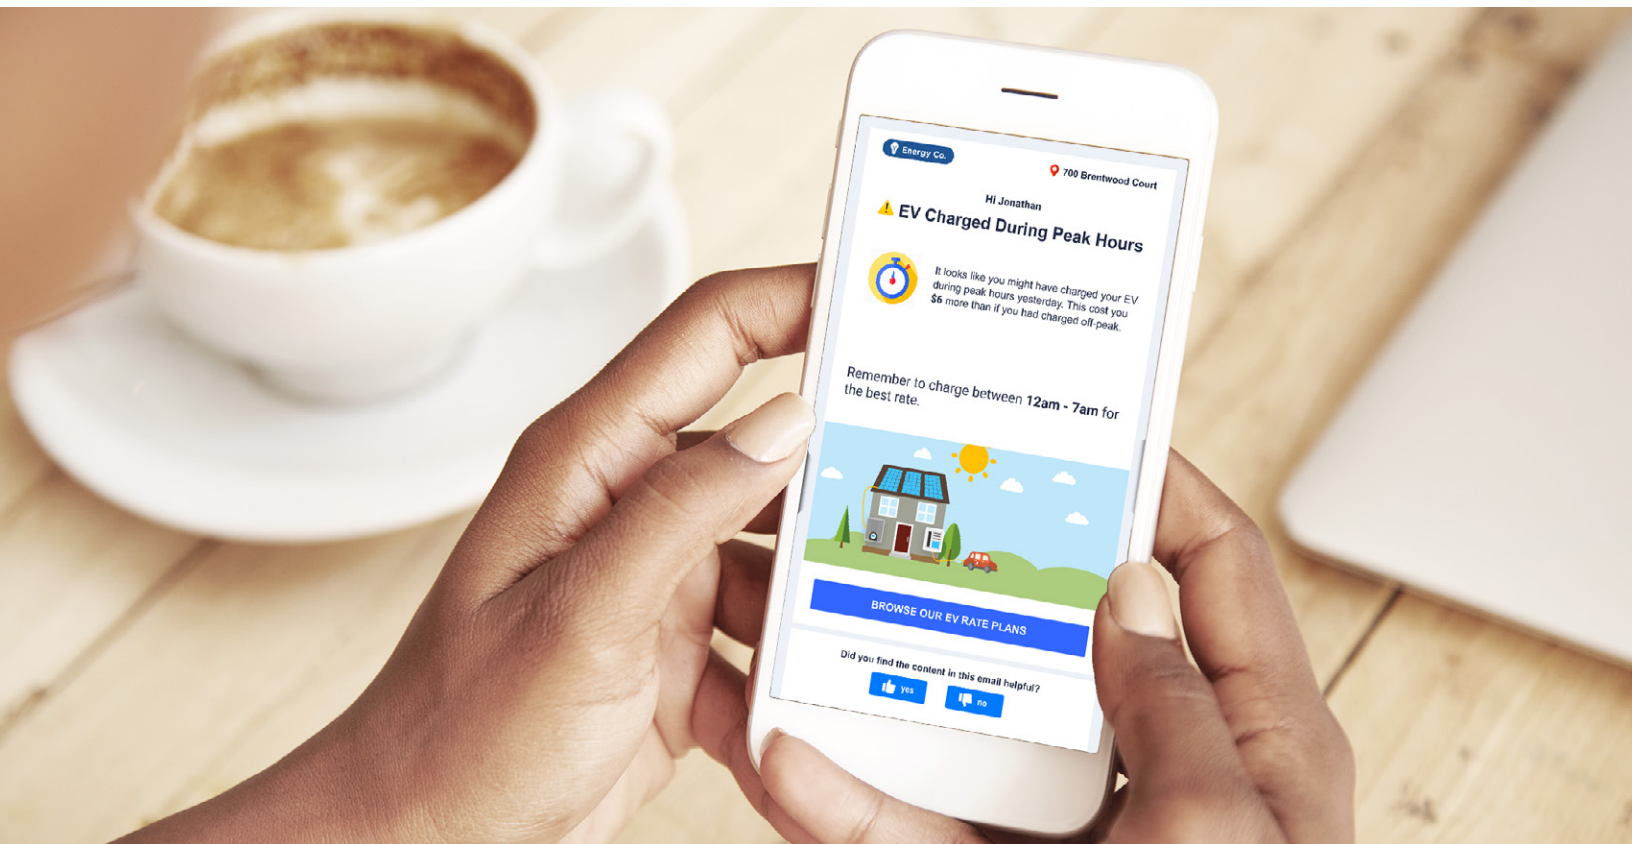 Energy Co.
700 Brentwood Court
Hi Jonathan
EV Charged During Peak Hours
It looks like you might have charged your EV
during peak hours yesterday. This cost you
$6 more than if you had charged off-peak.
Remember to charge between 12am - 7am for
the best rate.
BROWSE OUR EV RATE PLANS
Did you find the content in this email helpful?
yes
no